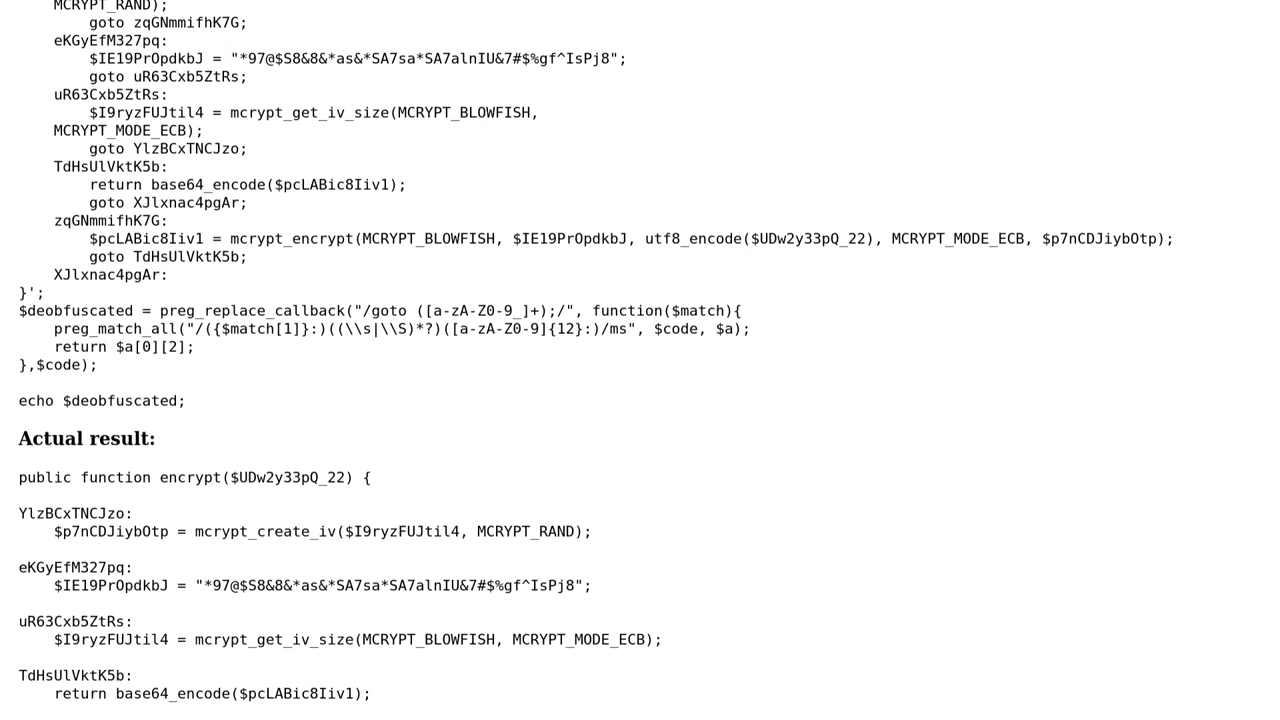 MCRYPT_RAND);
goto zqGNmmifhK7G;
eKGyEfM327pq:
$IE19PrOpdkbJ = "*97@$S8&8&*as&*SA7sa*SA7alnIU&7#$%gf^IsPj8";
goto uR63Cxb5ZtRs;
uR63Cxb5ZtRs:
$I9ryzFUJtil4 = mcrypt_get_iv_size(MCRYPT_BLOWFISH,
MCRYPT_MODE_ECB);
goto YlzBCxTNCJzo;
TdHsUlVktK5b:
return base64_encode($pcLABic8Iiv1);
goto XJlxnac4pgAr;
zqGNmmifhK7G:
$pcLABic8Iiv1 = mcrypt_encrypt(MCRYPT_BLOWFISH, $IE19PrOpdkbJ, utf8_encode($UDw2y33pQ_22), MCRYPT_MODE_ECB, $p7nCDJiybOtp);
goto TdHsUlVktK5b;
XJlxnac4pgAr:
}';
$deobfuscated = preg_replace_callback("/goto ([a-zA-Z0-9_]+);/", function($match){
preg_match_all("/({$match[1]}:)((\\s|\\S)*?)([a-zA-Z0-9]{12}:)/ms", $code, $a);
return $a[0][2];
},$code);
echo $deobfuscated;
Actual result:
public function encrypt($UDw2y33pQ_22) {
YlzBCxTNCJzo:
$p7nCDJiybOtp = mcrypt_create_iv($I9ryzFUJtil4, MCRYPT_RAND);
eKGyEfM327pq:
$IE19PrOpdkbJ = "*97@$S8&8&*as&*SA7sa*SA7alnIU&7#$%gf^IsPj8";
uR63Cxb5ZtRs:
$I9ryzFUJtil4 = mcrypt_get_iv_size(MCRYPT_BLOWFISH, MCRYPT_MODE_ECB);
TdHsUlVktK5b:
return base64_encode($pcLABic8Iiv1);